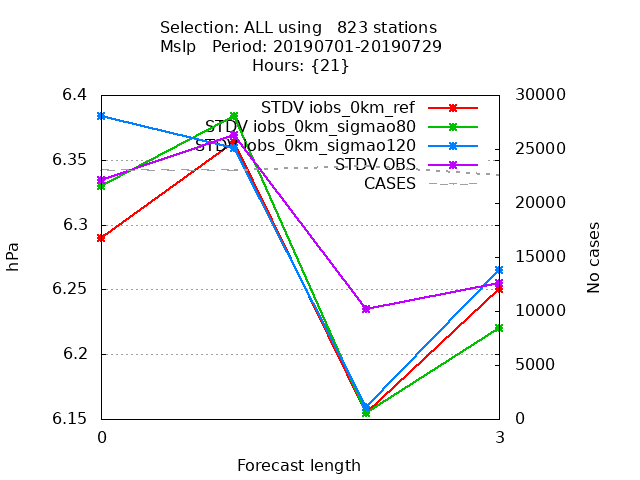 Selection: ALL using   823 stations
Mslp   Period: 20190701-20190729
Hours: {21}
6.4
6.35
6.3
6.25
6.2
6.15
30000
25000
20000
15000
10000
5000
0
STDV iobs_0km_ref
STDV iobs_0km_sigmao80
STDV iobs_0km_sigmao120
STDV OBS
CASES
hPa
No cases
0
3
Forecast length